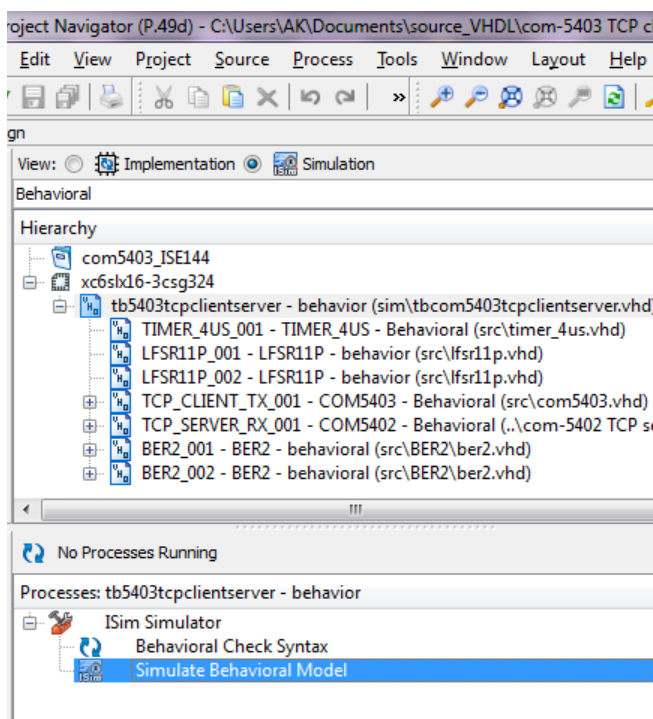 oject Navigator (P.49d) - C:\Users\AK\Documents\source_VHDL\com-5403 TCP c
Edit View Project Source Process Tools Window Layout Help
»
gn
View: Implementation Simulation
Behavioral
Hierarchy
com5403_ISE144
xc6slx16-3csg324
tb5403tcpclientserver - behavior (sim\tbcom5403tcpclientserver.vhd)
TIMER_4US_001 - TIMER_4US - Behavioral (src\timer_4us.vhd)
LFSR11P_001 - LFSR11P - behavior (src\lfsr11p.vhd)
LFSR11P_002 - LFSR11P - behavior (src\lfsr11p.vhd)
TCP_CLIENT_TX_001 - COM5403 - Behavioral (src\com5403.vhd)
TCP_SERVER_RX_001 - COM5402 - Behavioral (..\com-5402 TCP se
BER2_001 - BER2 - behavioral (src\BER2\ber2.vhd)
BER2_002 - BER2 - behavioral (src\BER2\ber2.vhd)
No Processes Running
Processes: tb5403tcpclientserver - behavior
ISim Simulator
Behavioral Check Syntax
Simulate Behavioral Model